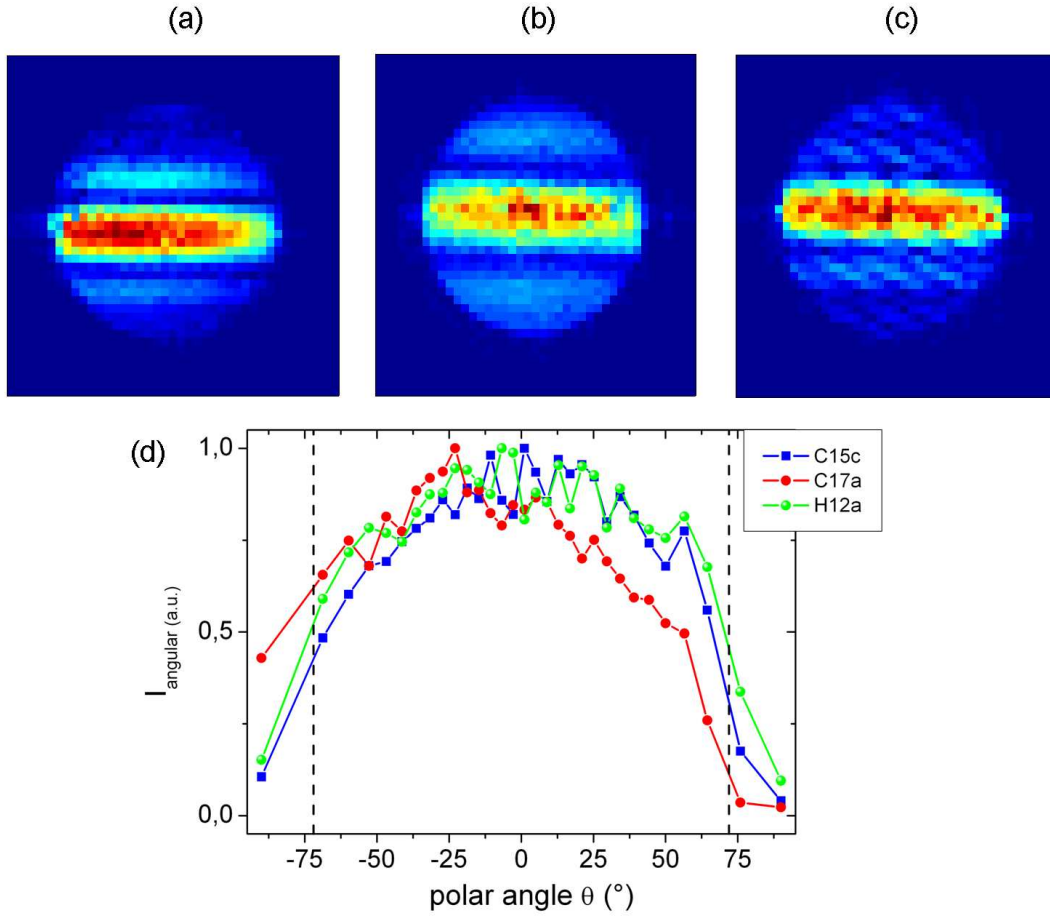 (a) (b) (c)
(d)
1,0
0,5
0,0
I angular (a.u.)
C15c
C17a
H12a
-75 -50 -25 0 25 50 75
polar angle θ (°)